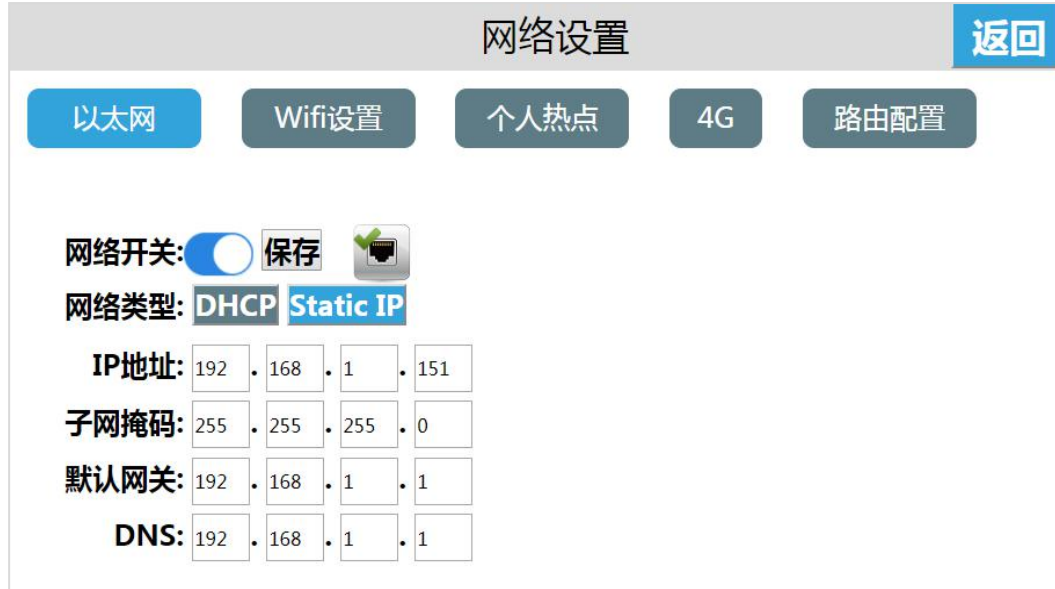 网络设置 返回
以太网 Wifi设置 个人热点 4G 路由配置
网络开关: 保存
网络类型: DHCP Static IP
IP地址: 192 . 168 . 1 . 151
子网掩码: 255 . 255 . 255 . 0
默认网关: 192 . 168 . 1 . 1
DNS: 192 . 168 . 1 . 1